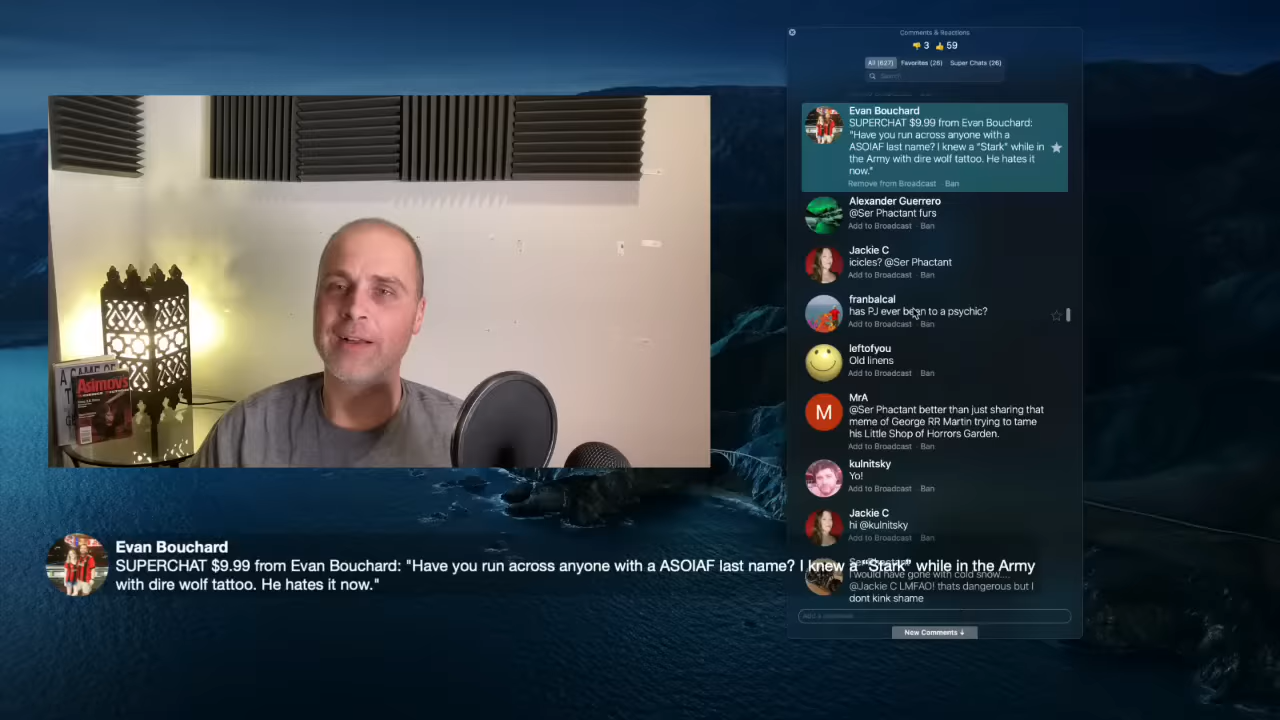 Comments & Reactions
3 59
All (627) Favorites (26) Super Chats (26)
Search
Evan Bouchard
SUPERCHAT $9.99 from Evan Bouchard:
"Have you run across anyone with a
ASOIAF last name? I knew a "Stark" while in
the Army with dire wolf tattoo. He hates it
now."
Remove from Broadcast Ban
Alexander Guerrero
@Ser Phactant furs
Add to Broadcast Ban
Jackie C
icicles? @Ser Phactant
Add to Broadcast Ban
franbalcal
has PJ ever been to a psychic?
Add to Broadcast Ban
leftofyou
Old linens
Add to Broadcast Ban
M
MrA
@Ser Phactant better than just sharing that
meme of George RR Martin trying to tame
his Little Shop of Horrors Garden.
Add to Broadcast Ban
kulnitsky
Yo!
Add to Broadcast Ban
Jackie C
hi @kulnitsky
Add to Broadcast Ban
I would have gone with cold snow....
@Jackie C LMFAO! thats dangerous but I
dont kink shame
Add a comment
New Comments ↓
A GAME OF
Asimov's
Evan Bouchard
SUPERCHAT $9.99 from Evan Bouchard: "Have you run across anyone with a ASOIAF last name? I knew a "Stark" while in the Army
with dire wolf tattoo. He hates it now."